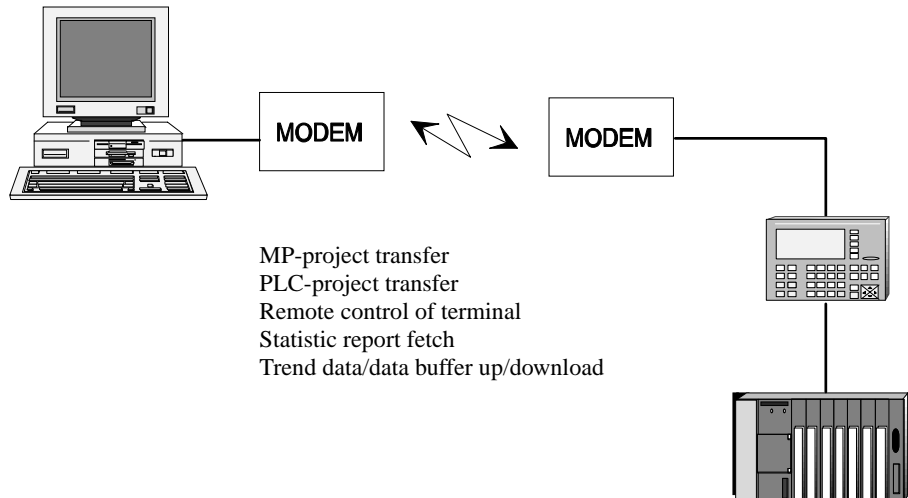 MODEM
MODEM
MP-project transfer
PLC-project transfer
Remote control of terminal
Statistic report fetch
Trend data/data buffer up/download